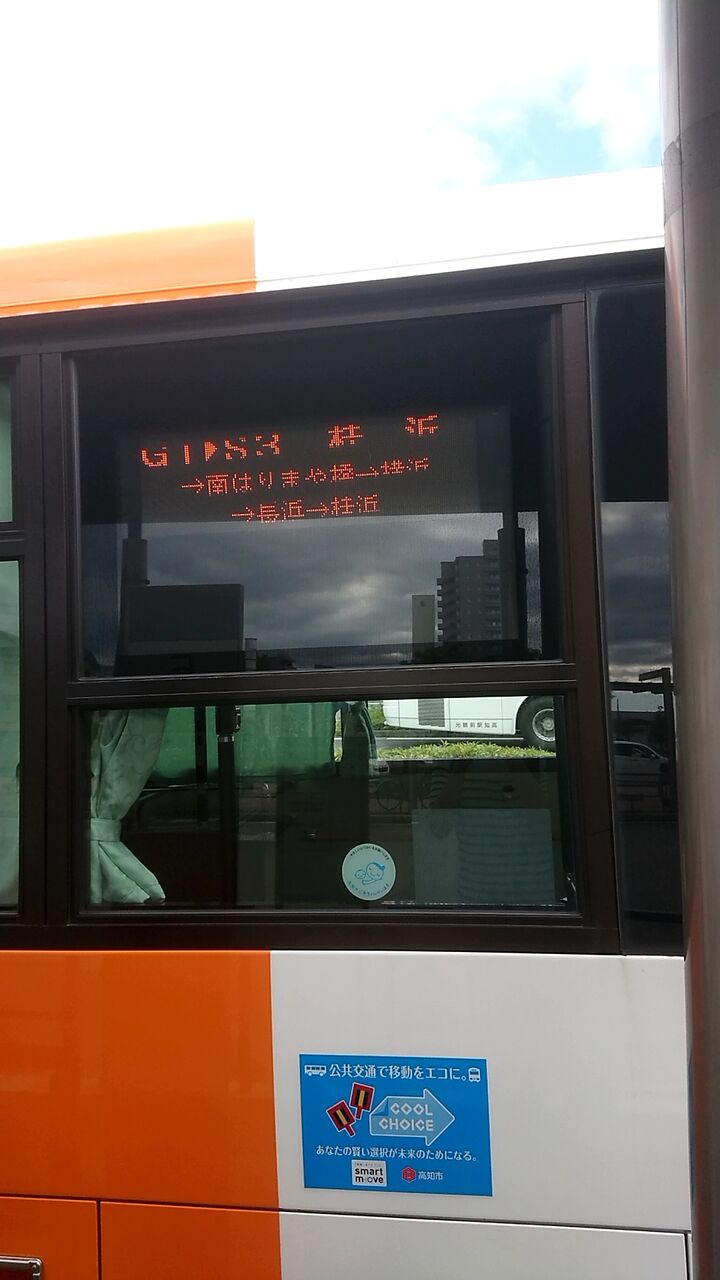 G1▶S3 桂 浜
→南はりまや橋→横浜
→長浜→桂浜
公共交通で移動をエコに。
COOL
CHOICE
あなたの賢い選択が未来のためになる。
smart
move
高知市